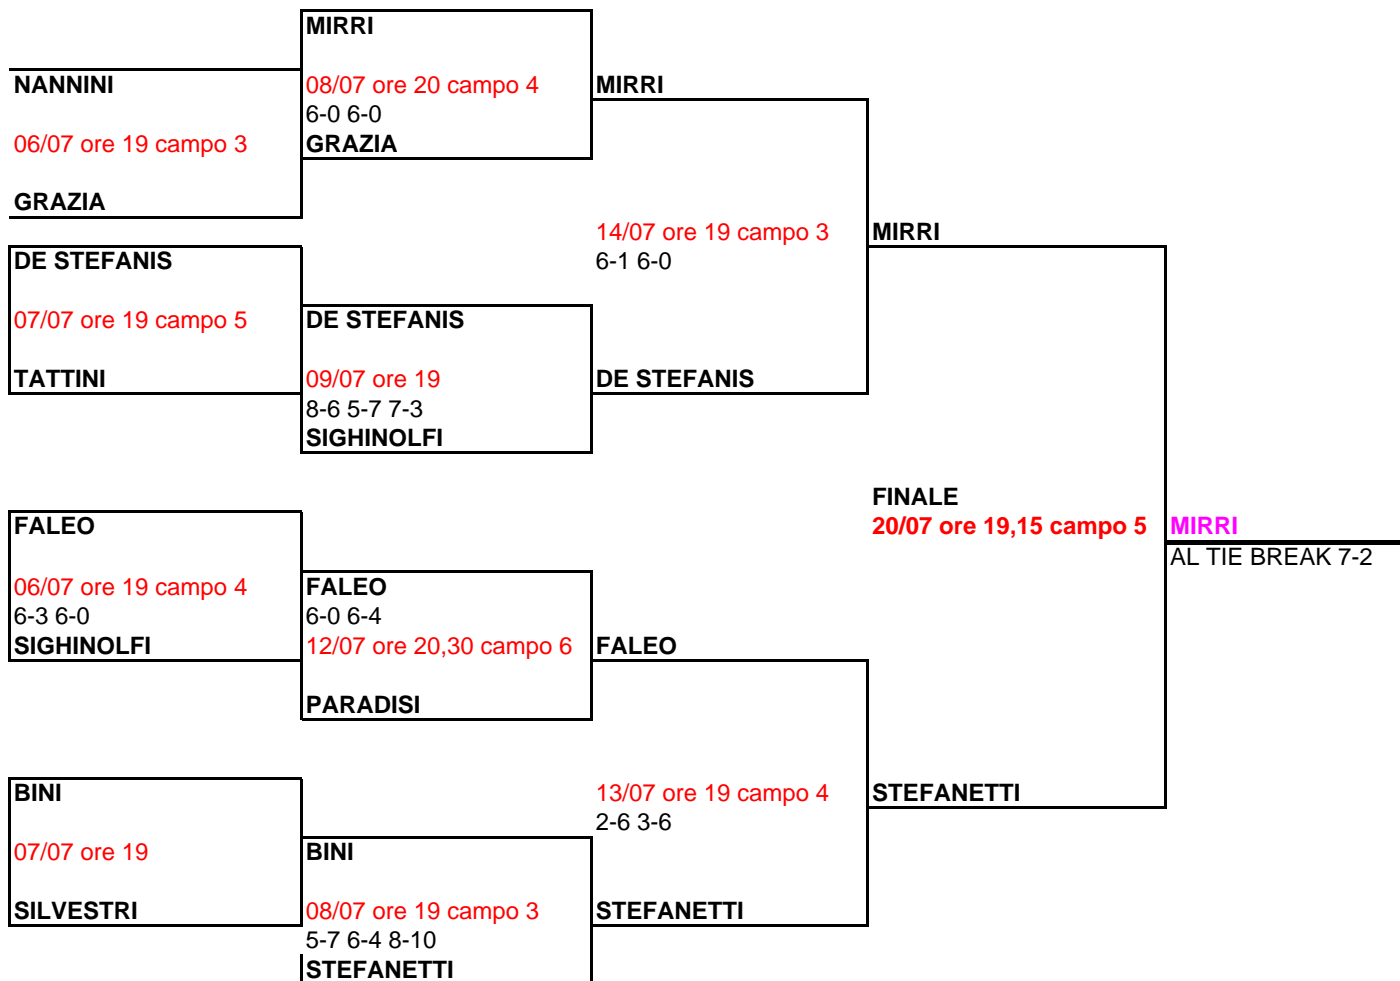 MIRRI
NANNINI
08/07 ore 20 campo 4
MIRRI
6-0 6-0
06/07 ore 19 campo 3
GRAZIA
GRAZIA
14/07 ore 19 campo 3
MIRRI
DE STEFANIS
6-1 6-0
07/07 ore 19 campo 5
DE STEFANIS
TATTINI
09/07 ore 19
DE STEFANIS
8-6 5-7 7-3
SIGHINOLFI
FINALE
FALEO
20/07 ore 19,15 campo 5
MIRRI
AL TIE BREAK 7-2
06/07 ore 19 campo 4
FALEO
6-3 6-0
6-0 6-4
SIGHINOLFI
12/07 ore 20,30 campo 6
FALEO
PARADISI
BINI
13/07 ore 19 campo 4
STEFANETTI
2-6 3-6
07/07 ore 19
BINI
SILVESTRI
08/07 ore 19 campo 3
STEFANETTI
5-7 6-4 8-10
STEFANETTI